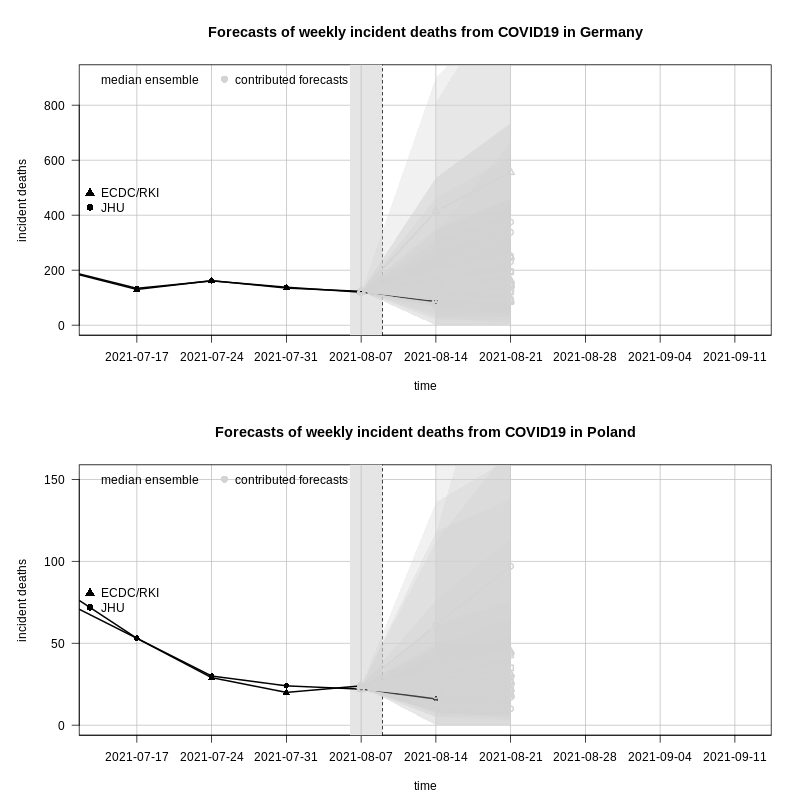 Forecasts of weekly incident deaths from COVID19 in Germany
median ensemble contributed forecasts
800
600
ECDC/RKI
JHU
400
200
0
incident deaths
2021-07-17 2021-07-24 2021-07-31 2021-08-07 2021-08-14 2021-08-21 2021-08-28 2021-09-04 2021-09-11
time
Forecasts of weekly incident deaths from COVID19 in Poland
150
median ensemble contributed forecasts
100
ECDC/RKI
JHU
50
0
incident deaths
2021-07-17 2021-07-24 2021-07-31 2021-08-07 2021-08-14 2021-08-21 2021-08-28 2021-09-04 2021-09-11
time